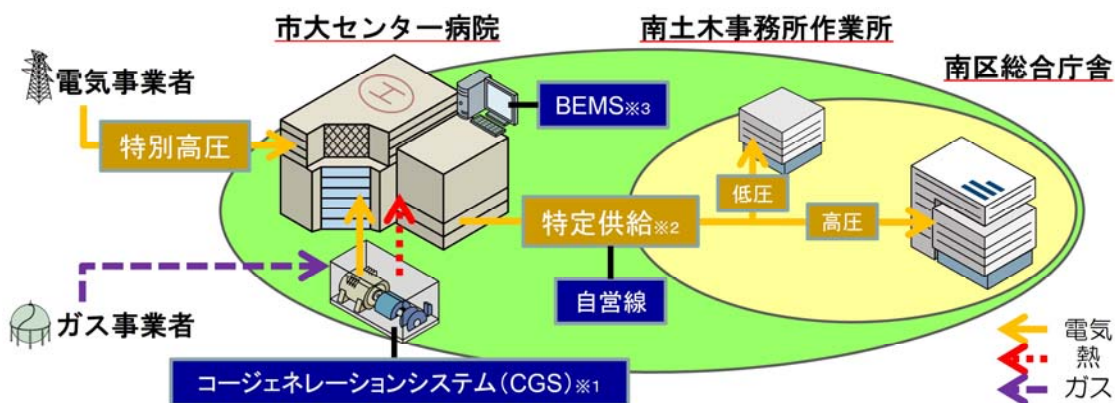 市大センター病院
南土木事務所作業所
南区総合庁舎
電気事業者
BEMS※3
特別高圧
低圧
特定供給※2
高圧
自営線
ガス事業者
コージェネレーションシステム(CGS)※1
電気
熱
ガス
H